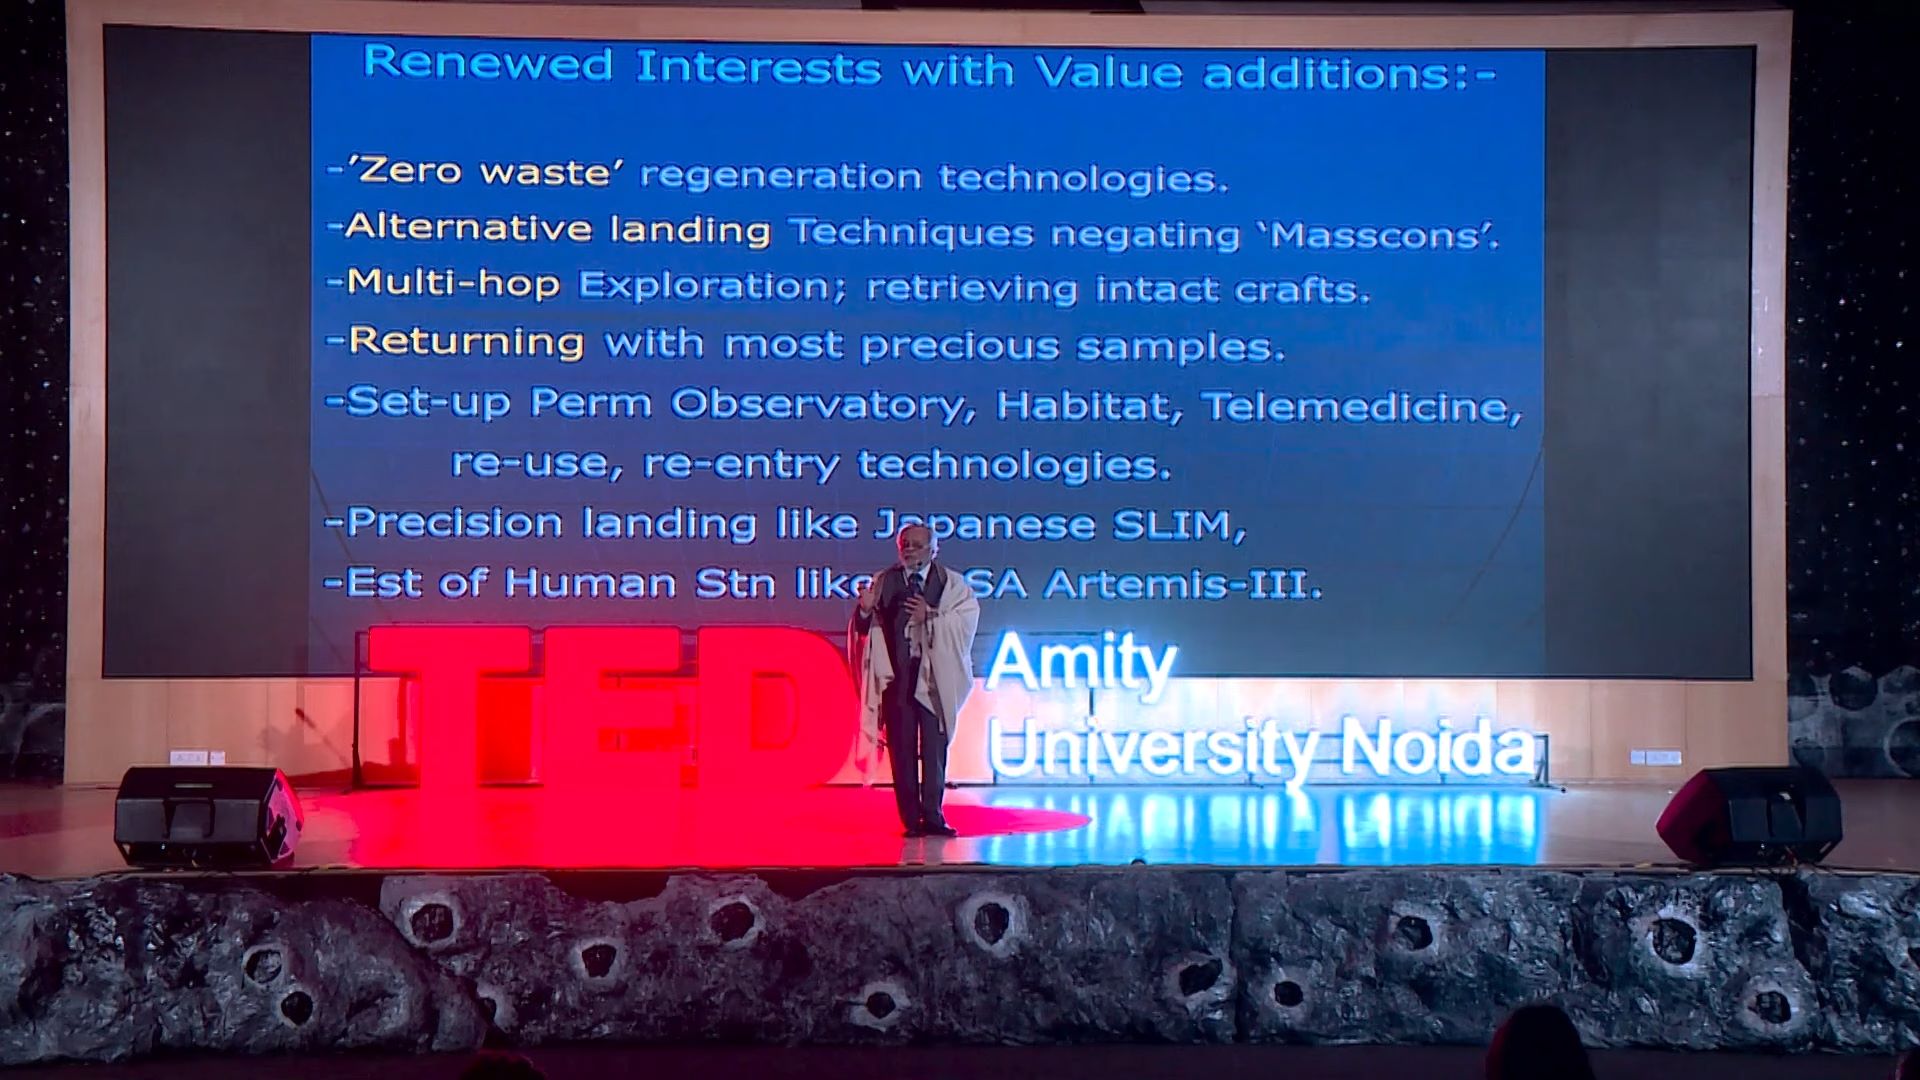 Renewed Interests with Value additions:-
-'Zero waste' regeneration technologies.
-Alternative landing Techniques negating 'Masscons'.
-Multi-hop Exploration; retrieving intact crafts.
-Returning with most precious samples.
-Set-up Perm Observatory, Habitat, Telemedicine,
re-use, re-entry technologies.
-Precision landing like Japanese SLIM,
-Est of Human Stn like SA Artemis-III.
TED
Amity
University Noida